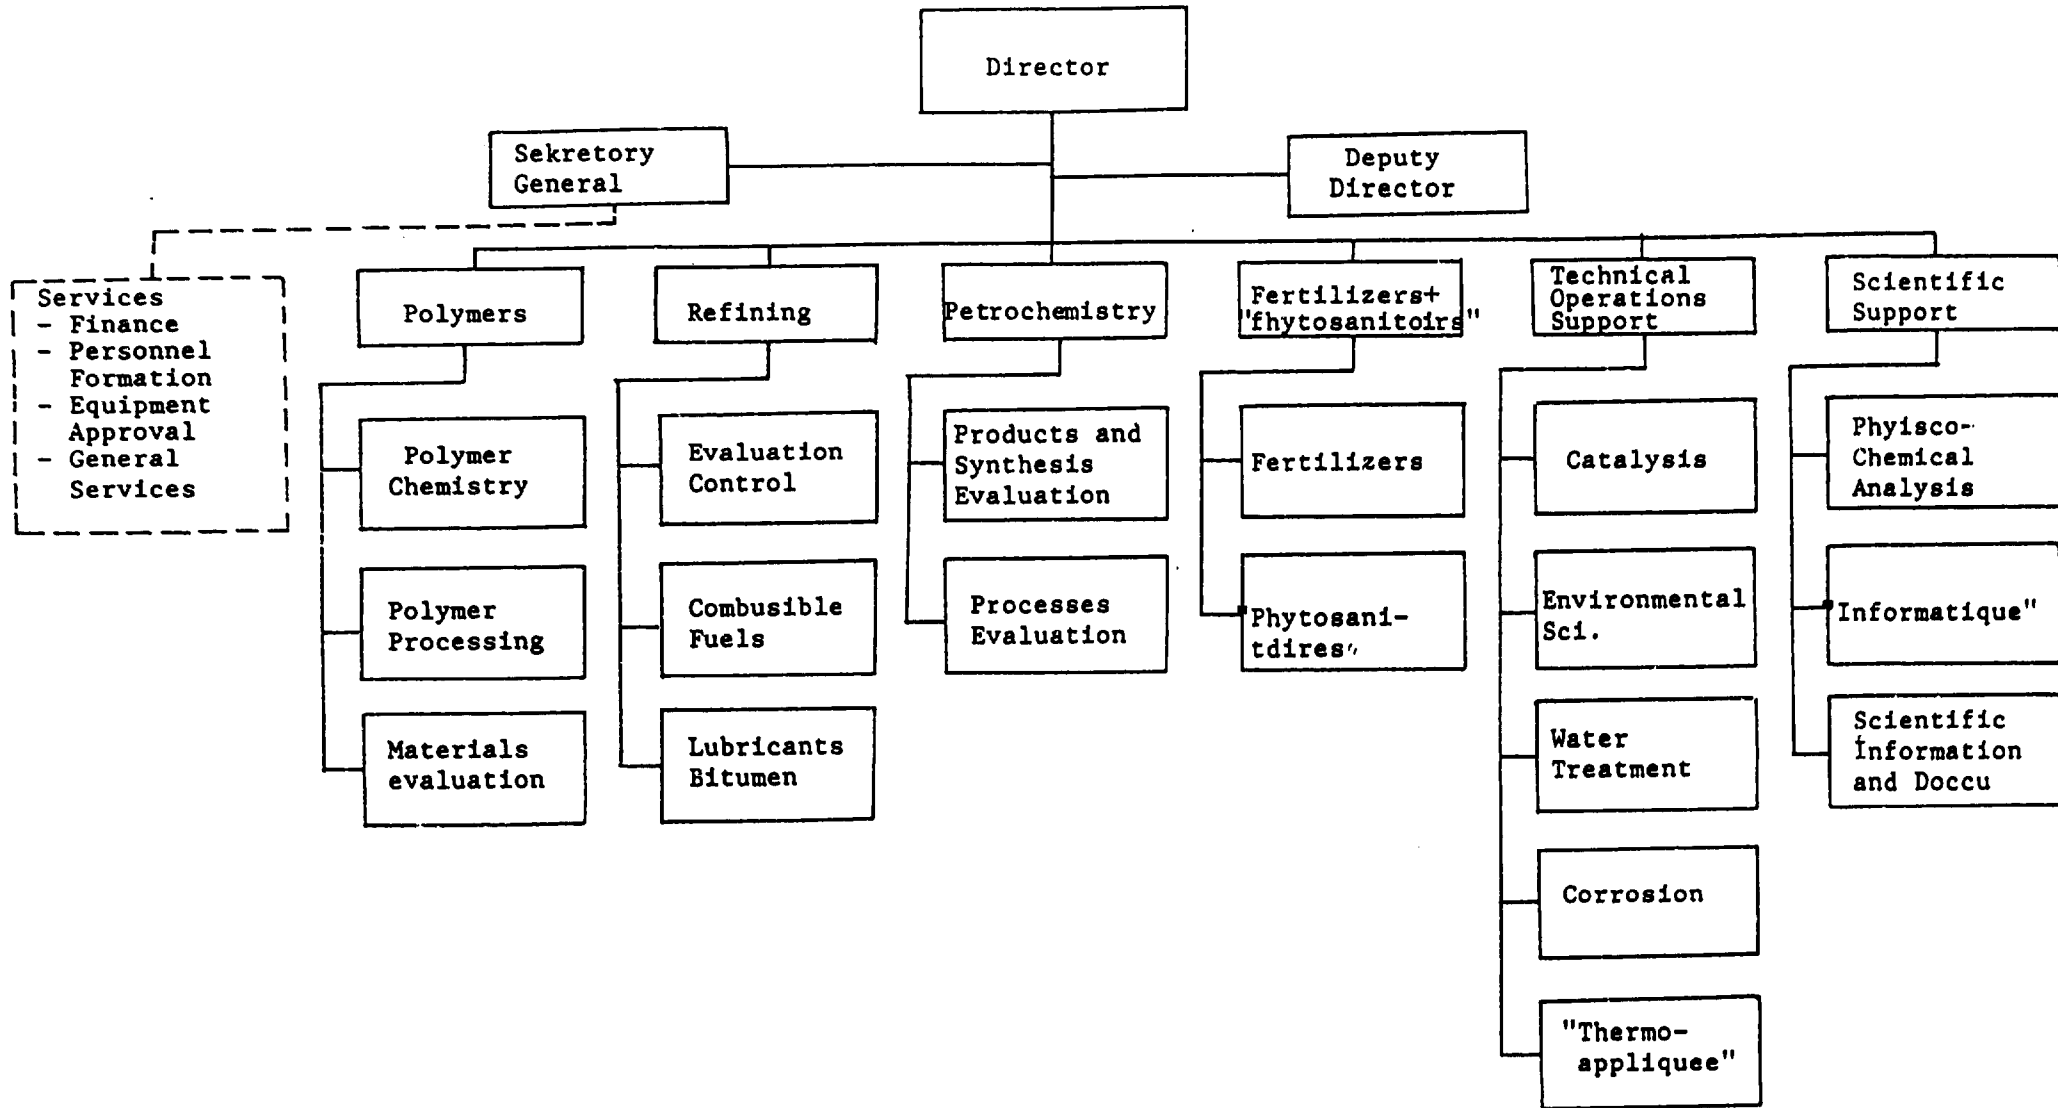 Director
Sekretory
General
Deputy
Director
Services
- Finance
- Personnel
Formation
- Equipment
Approval
- General
Services
Polymers
Refining
Petrochemistry
Fertilizers+
"fhytosanitoirs"
Technical
Operations
Support
Scientific
Support
Polymer
Chemistry
Polymer
Processing
Materials
evaluation
Evaluation
Control
Combusible
Fuels
Lubricants
Bitumen
Products and
Synthesis
Evaluation
Processes
Evaluation
Fertilizers
"Phytosani-
tdires"
Catalysis
Environmental
Sci.
Water
Treatment
Corrosion
"Thermo-
appliquee"
Phyisco-
Chemical
Analysis
"Informatique"
Scientific
Information
and Doccu